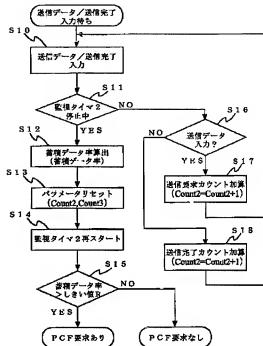 送信データ/送信完了
入力待ち
S10
送信データ/送信完了
入力
S11
監視タイマ2
停止中
NO
YES
S12
蓄積データ率算出
(蓄積データ率)
S13
パラメータリセット
(Count2,Count3)
S14
監視タイマ2再スタート
S15
蓄積データ率
>しきい値B
NO
YES
PCF要求あり
PCF要求なし
S16
送信データ
入力?
NO
YES
S17
送信要求カウント加算
(Count2=Count2+1)
S18
送信完了カウント加算
(Count2=Count2+1)